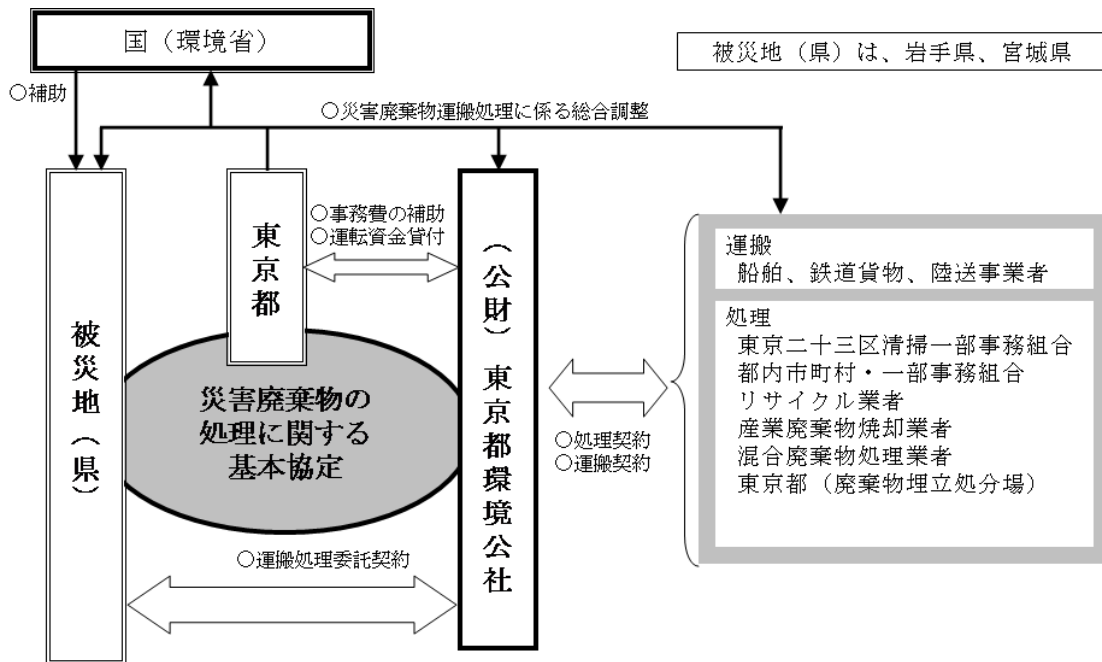 国（環境省）
被災地（県）は、岩手県、宮城県
○補助
○災害廃棄物運搬処理に係る総合調整
被災地（県）
東京都
○事務費の補助
○運転資金貸付
（公財）東京都環境公社
災害廃棄物の
処理に関する
基本協定
○運搬処理委託契約
○処理契約
○運搬契約
運搬
船舶、鉄道貨物、陸送事業者
処理
東京二十三区清掃一部事務組合
都内市町村・一部事務組合
リサイクル業者
産業廃棄物焼却業者
混合廃棄物処理業者
東京都（廃棄物埋立処分場）